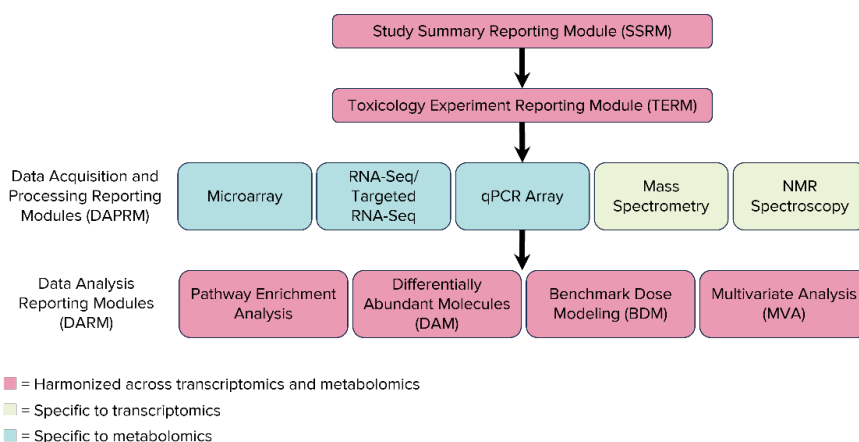 Study Summary Reporting Module (SSRM)
Toxicology Experiment Reporting Module (TERM)
Data Acquisition and
Processing Reporting
Modules (DAPRM)
Microarray
RNA-Seq/
Targeted
RNA-Seq
qPCR Array
Mass
Spectrometry
NMR
Spectroscopy
Data Analysis
Reporting Modules
(DARM)
Pathway Enrichment
Analysis
Differentially
Abundant Molecules
(DAM)
Benchmark Dose
Modeling (BDM)
Multivariate Analysis
(MVA)
= Harmonized across transcriptomics and metabolomics
= Specific to transcriptomics
= Specific to metabolomics